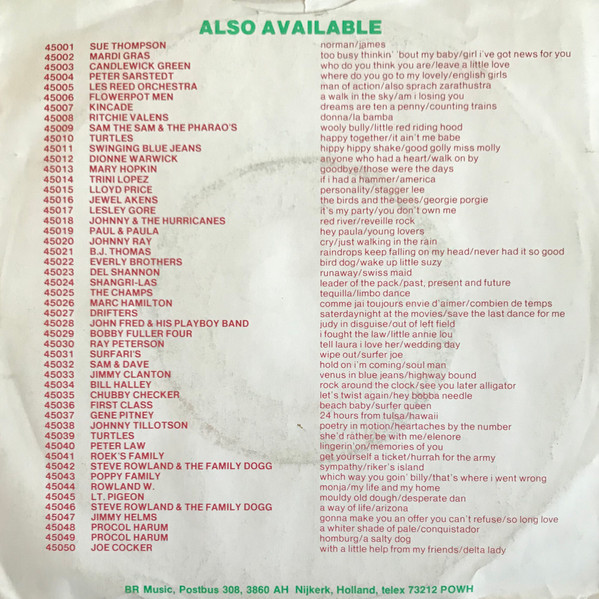 ALSO AVAILABLE
45001 SUE THOMPSON norman/james
45002 MARDI GRAS too busy thinkin' 'bout my baby/girl i've got news for you
45003 CANDLEWICK GREEN who do you think you are/leave a little love
45004 PETER SARSTEDT where do you go to my lovely/english girls
45005 LES REED ORCHESTRA man of action/also sprach zarathustra
45006 FLOWERPOT MEN a walk in the sky/am i losing you
45007 KINCADE dreams are ten a penny/counting trains
45008 RITCHIE VALENS donna/la bamba
45009 SAM THE SAM & THE PHARAO'S wooly bully/little red riding hood
45010 TURTLES happy together/it ain't me babe
45011 SWINGING BLUE JEANS hippy hippy shake/good golly miss molly
45012 DIONNE WARWICK anyone who had a heart/walk on by
45013 MARY HOPKIN goodbye/those were the days
45014 TRINI LOPEZ if i had a hammer/america
45015 LLOYD PRICE personality/stagger lee
45016 JEWEL AKENS the birds and the bees/georgie porgie
45017 LESLEY GORE it's my party/you don't own me
45018 JOHNNY & THE HURRICANES red river/reveille rock
45019 PAUL & PAULA hey paula/young lovers
45020 JOHNNY RAY cry/just walking in the rain
45021 B.J. THOMAS raindrops keep falling on my head/never had it so good
45022 EVERLY BROTHERS bird dog/wake up little suzy
45023 DEL SHANNON runaway/swiss maid
45024 SHANGRI-LAS leader of the pack/past, present and future
45025 THE CHAMPS tequilla/limbo dance
45026 MARC HAMILTON comme jai toujours envie d'aimer/combien de temps
45027 DRIFTERS saterdaynight at the movies/save the last dance for me
45028 JOHN FRED & HIS PLAYBOY BAND judy in disguise/out of left field
45029 BOBBY FULLER FOUR i fought the law/little annie lou
45030 RAY PETERSON tell laura i love her/wedding day
45031 SURFARI'S wipe out/surfer joe
45032 SAM & DAVE hold on i'm coming/soul man
45033 JIMMY CLANTON venus in blue jeans/highway bound
45034 BILL HALLEY rock around the clock/see you later alligator
45035 CHUBBY CHECKER let's twist again/hey bobba needle
45036 FIRST CLASS beach baby/surfer queen
45037 GENE PITNEY 24 hours from tulsa/hawaii
45038 JOHNNY TILLOTSON poetry in motion/heartaches by the number
45039 TURTLES she'd rather be with me/elenore
45040 PETER LAW lingerin'on/memories of you
45041 ROEK'S FAMILY get yourself a ticket/hurrah for the army
45042 STEVE ROWLAND & THE FAMILY DOGG sympathy/riker's island
45043 POPPY FAMILY which way you goin' billy/that's where i went wrong
45044 ROWLAND W. monja/my life and my home
45045 LT. PIGEON mouldy old dough/desperate dan
45046 STEVE ROWLAND & THE FAMILY DOGG a way of life/arizona
45047 JIMMY HELMS gonna make you an offer you can't refuse/so long love
45048 PROCOL HARUM a whiter shade of pale/conquistador
45049 PROCOL HARUM homburg/a salty dog
45050 JOE COCKER with a little help from my friends/delta lady
BR Music, Postbus 308, 3860 AH Nijkerk, Holland, telex 73212 POWH